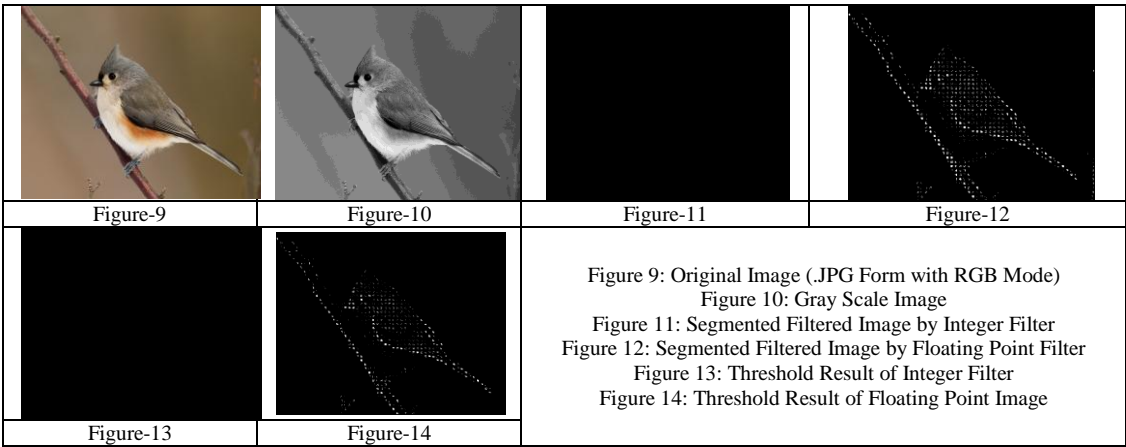 Figure-9
Figure-10
Figure-11
Figure-12
Figure 9: Original Image (.JPG Form with RGB Mode)
Figure 10: Gray Scale Image
Figure 11: Segmented Filtered Image by Integer Filter
Figure 12: Segmented Filtered Image by Floating Point Filter
Figure 13: Threshold Result of Integer Filter
Figure 14: Threshold Result of Floating Point Image
Figure-13
Figure-14